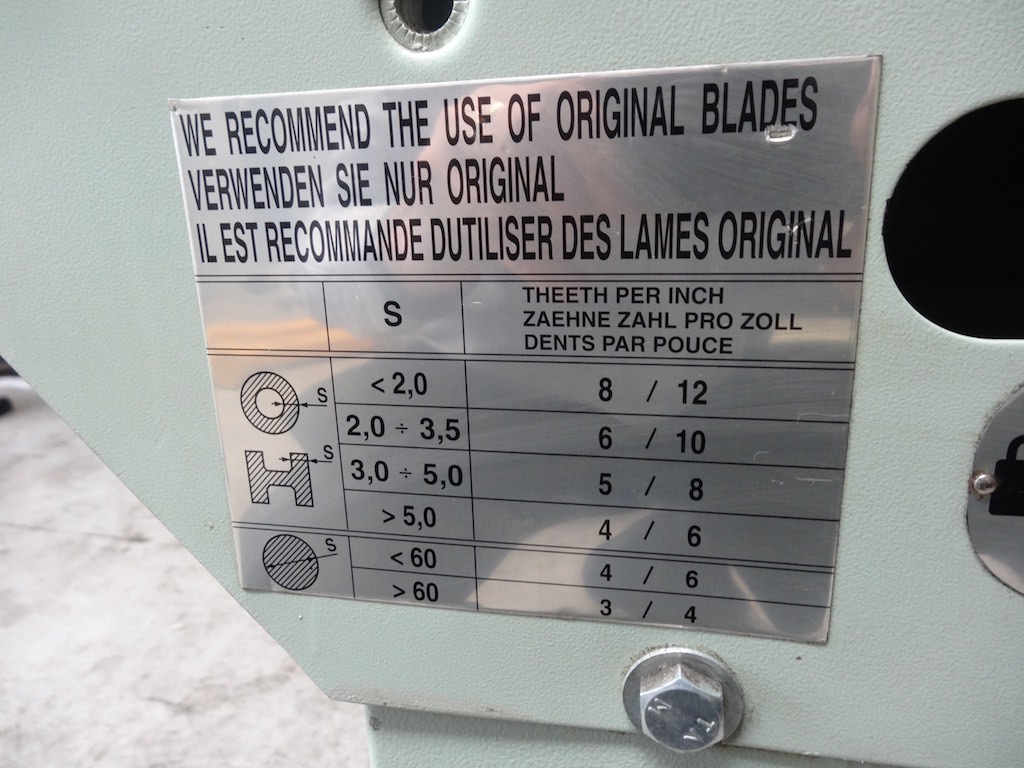 WE RECOMMEND THE USE OF ORIGINAL BLADES
VERWENDEN SIE NUR ORIGINAL
IL EST RECOMMANDE DUTILISER DES LAMES ORIGINAL
S
THEETH PER INCH
ZAEHNE ZAHL PRO ZOLL
DENTS PAR POUCE
S
< 2,0 8 / 12
2,0 ÷ 3,5 6 / 10
S
3,0 ÷ 5,0 5 / 8
> 5,0 4 / 6
S
< 60 4 / 6
> 60 3 / 4